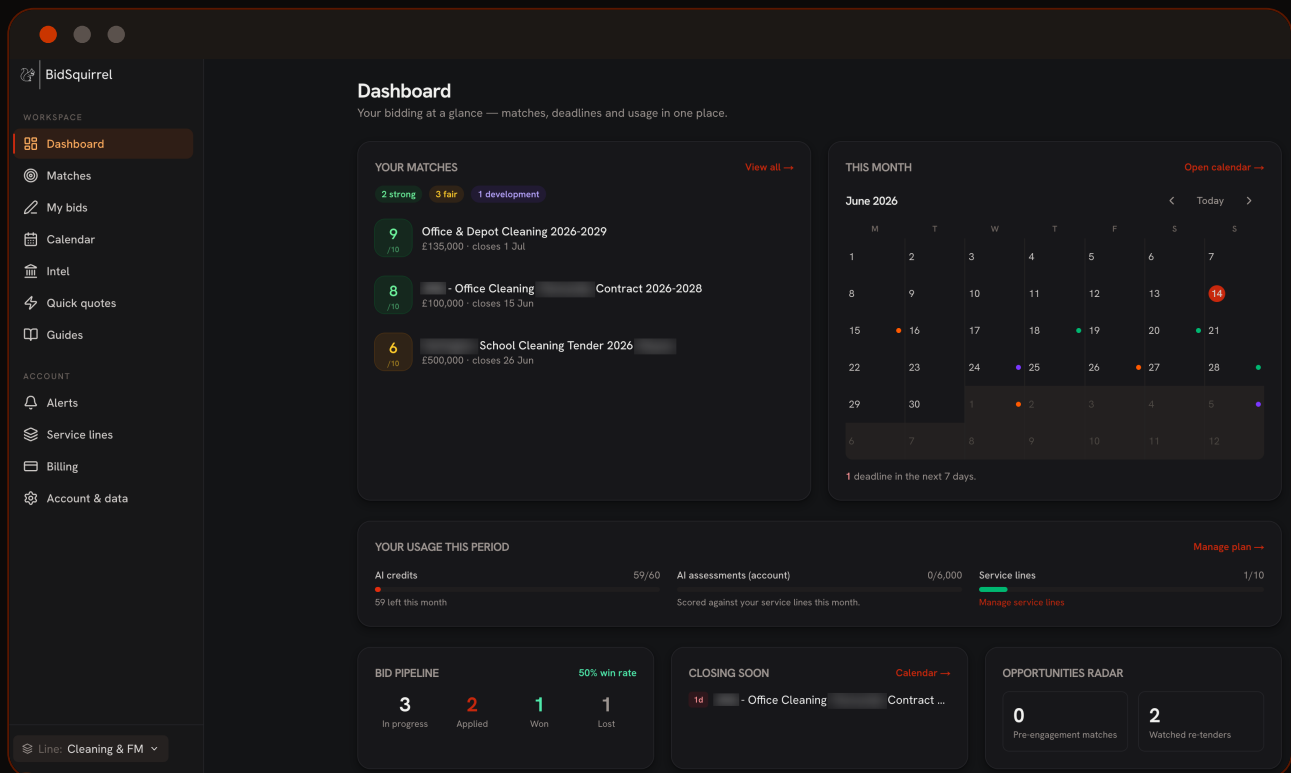 BidSquirrel
WORKSPACE
Dashboard
Matches
My bids
Calendar
Intel
Quick quotes
Guides
ACCOUNT
Alerts
Service lines
Billing
Account & data
Line: Cleaning & FM
Dashboard
Your bidding at a glance — matches, deadlines and usage in one place.
YOUR MATCHES
View all →
2 strong 3 fair 1 development
9
/10
Office & Depot Cleaning 2026-2029
£135,000 · closes 1 Jul
8
/10
- Office Cleaning Contract 2026-2028
£100,000 · closes 15 Jun
6
/10
School Cleaning Tender 2026
£500,000 · closes 26 Jun
THIS MONTH
Open calendar →
June 2026
Today
M T W T F S S
1 2 3 4 5 6 7
8 9 10 11 12 13 14
15 16 17 18 19 20 21
22 23 24 25 26 27 28
29 30 1 2 3 4 5
6 7 8 9 10 11 12
1 deadline in the next 7 days.
YOUR USAGE THIS PERIOD
Manage plan →
AI credits 59/60
59 left this month
AI assessments (account) 0/6,000
Scored against your service lines this month.
Service lines 1/10
Manage service lines
BID PIPELINE
50% win rate
3 2 1 1
In progress Applied Won Lost
CLOSING SOON
Calendar →
1d - Office Cleaning Contract ...
OPPORTUNITIES RADAR
0
Pre-engagement matches
2
Watched re-tenders